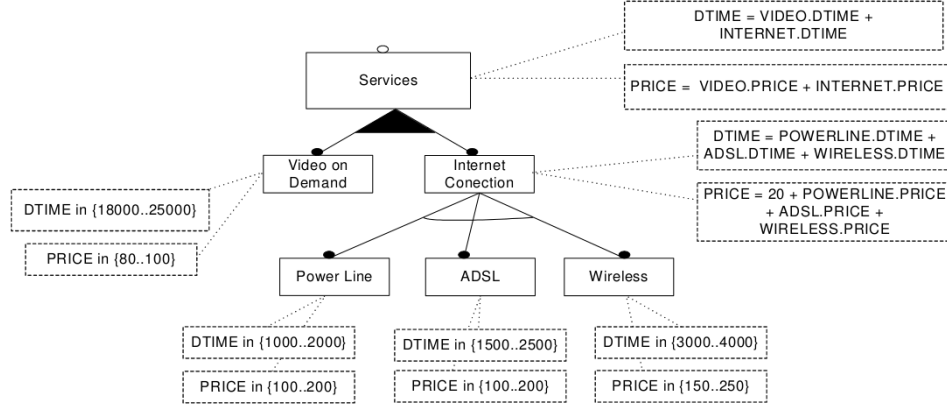 DTIME = VIDEO.DTIME +
INTERNET.DTIME
Services
PRICE = VIDEO.PRICE + INTERNET.PRICE
DTIME = POWERLINE.DTIME +
ADSL.DTIME + WIRELESS.DTIME
Video on
Demand
Internet
Conection
DTIME in {18000..25000}
PRICE = 20 + POWERLINE.PRICE
+ ADSL.PRICE +
WIRELESS.PRICE
PRICE in {80..100}
Power Line
ADSL
Wireless
DTIME in {1000..2000}
DTIME in {1500..2500}
DTIME in {3000..4000}
PRICE in {100..200}
PRICE in {100..200}
PRICE in {150..250}